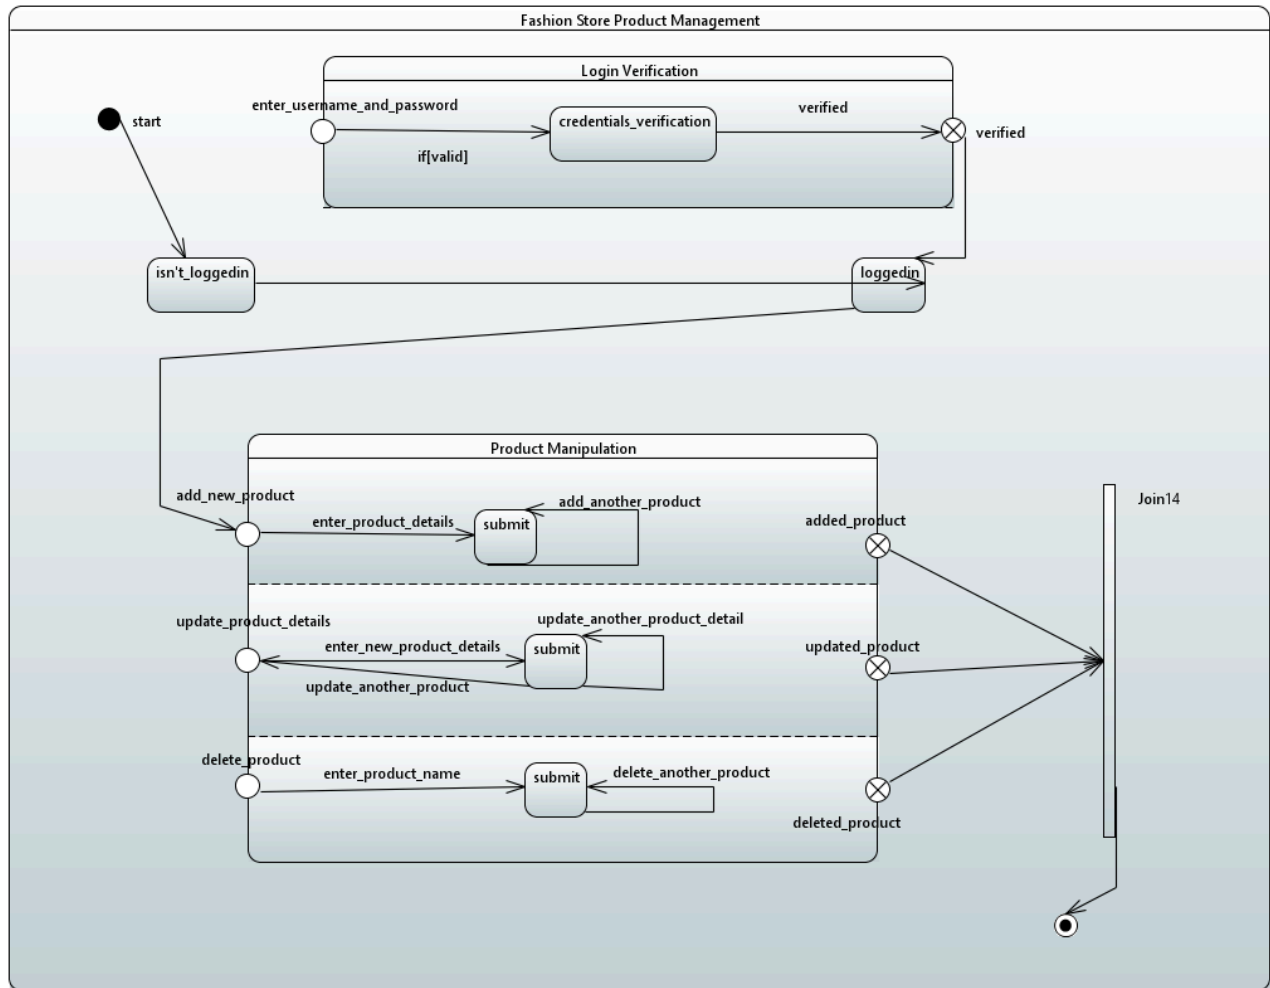 Fashion Store Product Management
Login Verification
enter_username_and_password
verified
start
credentials_verification
verified
if[valid]
isn't_loggedin
loggedin
Product Manipulation
add_new_product
add_another_product
Join14
enter_product_details
submit
added_product
update_product_details
update_another_product_detail
enter_new_product_details
submit
updated_product
update_another_product
delete_product
enter_product_name
submit
delete_another_product
deleted_product